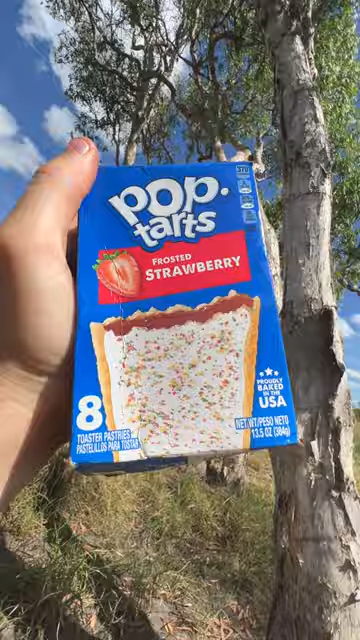 POP·
tarts
FROSTED
STRAWBERRY
PROUDLY
BAKED
IN THE
USA
8
TOASTER PASTRIES
PASTELILLOS PARA TOSTAR
NET WT/PESO NETO
13.5 OZ (384g)